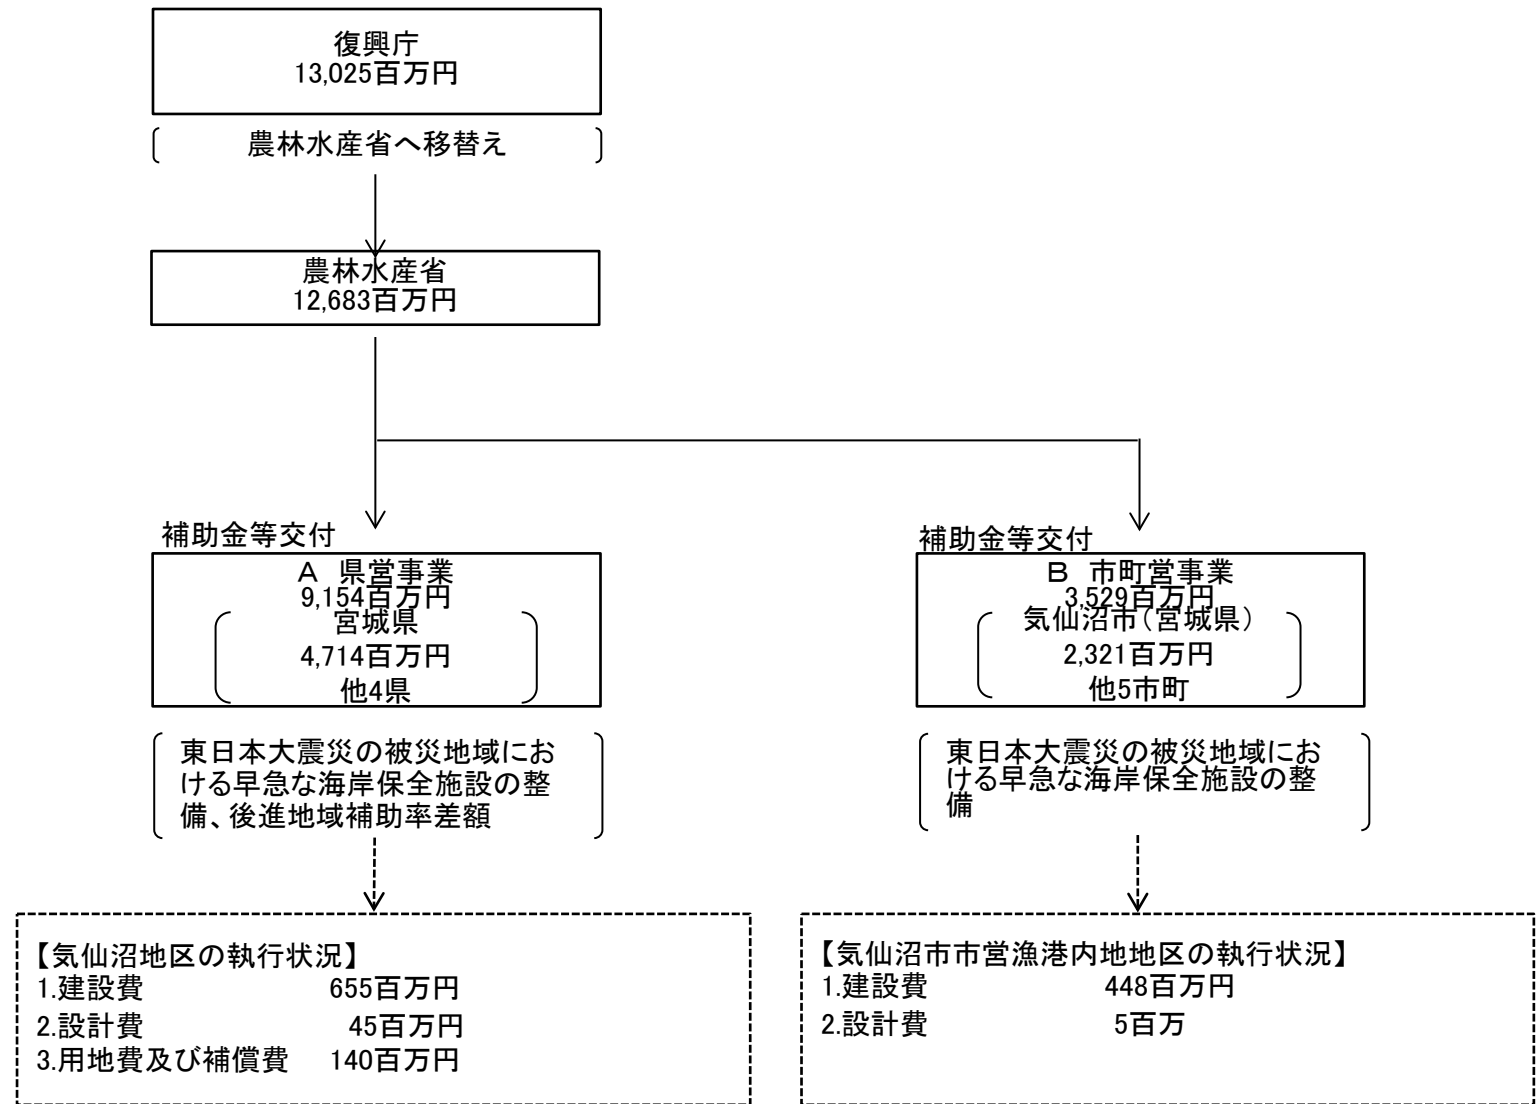 復興庁
13,025百万円
農林水産省へ移替え
農林水産省
12,683百万円
補助金等交付
A 県営事業
9,154百万円
宮城県
4,714百万円
他4県
東日本大震災の被災地域にお
ける早急な海岸保全施設の整
備、後進地域補助率差額
【気仙沼地区の執行状況】
1.建設費 655百万円
2.設計費 45百万円
3.用地費及び補償費 140百万円
補助金等交付
B 市町営事業
3,529百万円
気仙沼市(宮城県)
2,321百万円
他5市町
東日本大震災の被災地域にお
ける早急な海岸保全施設の整
備
【気仙沼市市営漁港内地地区の執行状況】
1.建設費 448百万円
2.設計費 5百万